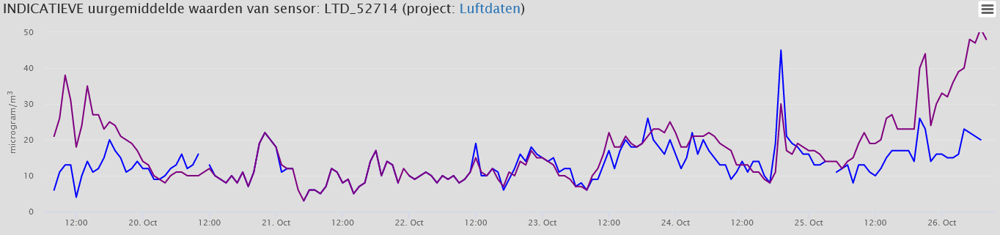 INDICATIEVE uurgemiddelde waarden van sensor: LTD_52714 (project: Luftdaten)
microgram/m³
50
40
30
20
10
0
12:00 20. Oct 12:00 21. Oct 12:00 22. Oct 12:00 23. Oct 12:00 24. Oct 12:00 25. Oct 12:00 26. Oct